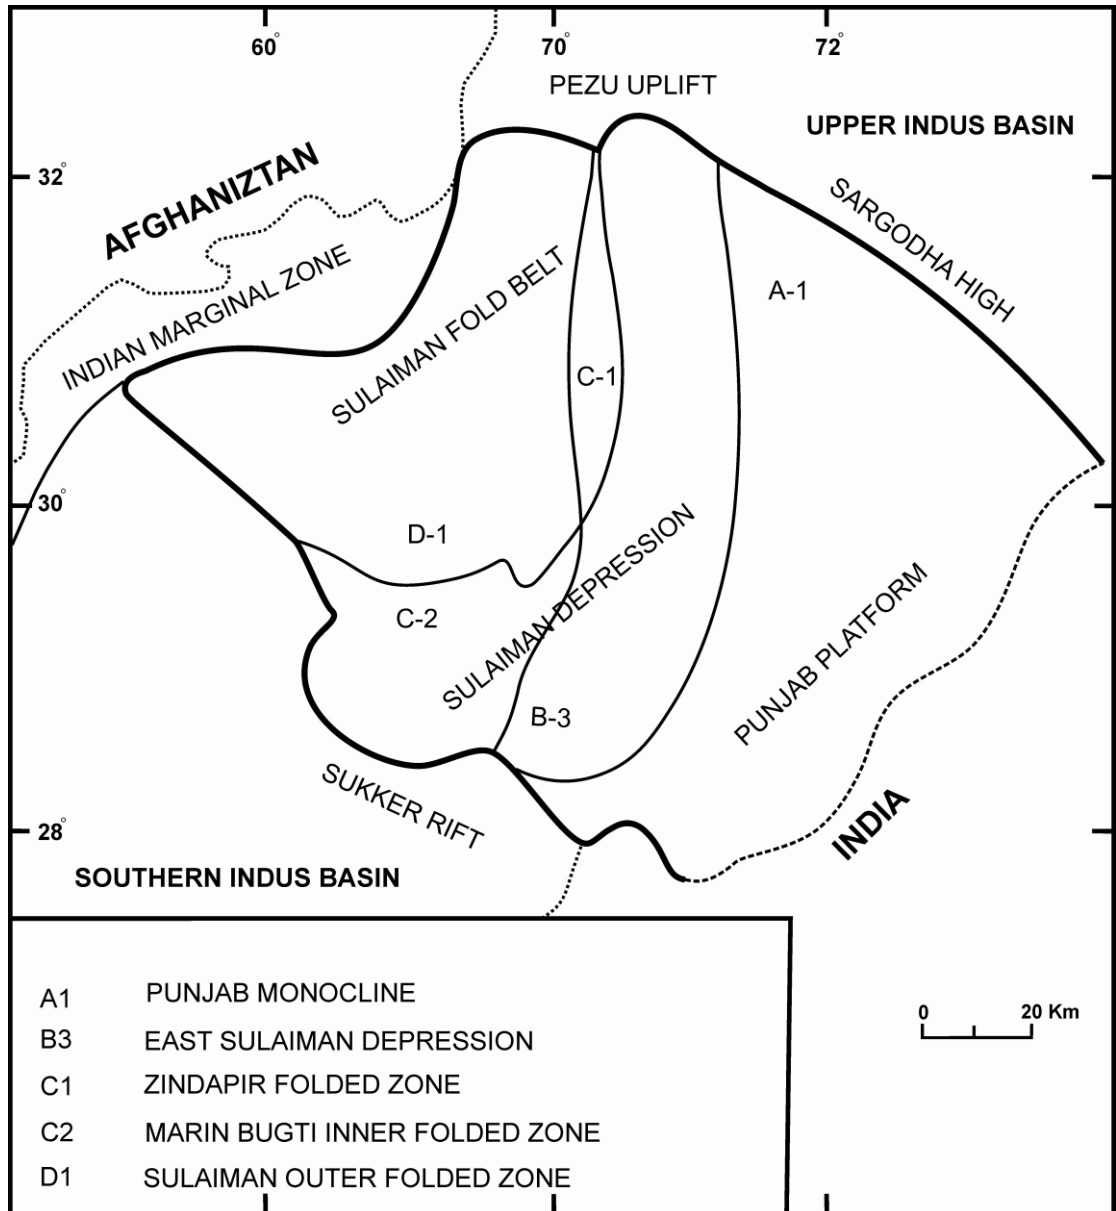 60°
70°
72°
PEZU UPLIFT
UPPER INDUS BASIN
32°
AFGHANIZTAN
SARGODHA HIGH
INDIAN MARGINAL ZONE
SULAIMAN FOLD BELT
A-1
C-1
30°
D-1
SULAIMAN DEPRESSION
C-2
PUNJAB PLATFORM
B-3
SUKKER RIFT
INDIA
28°
SOUTHERN INDUS BASIN
A1 PUNJAB MONOCLINE
B3 EAST SULAIMAN DEPRESSION
C1 ZINDAPIR FOLDED ZONE
C2 MARIN BUGTI INNER FOLDED ZONE
D1 SULAIMAN OUTER FOLDED ZONE
0 20 Km